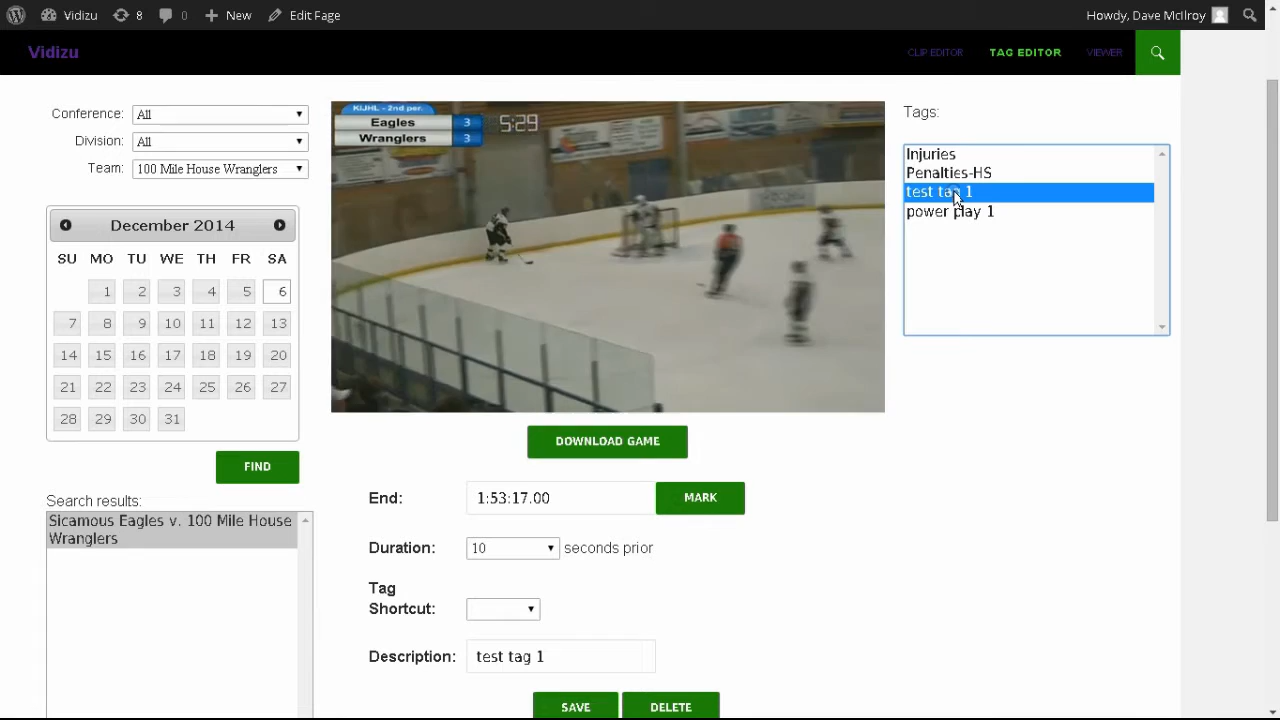 Vidizu
8
0
New
Edit Page
Howdy, Dave McIlroy
Vidizu
CLIP EDITOR
TAG EDITOR
VIEWER
Conference:
All
Division:
All
Team:
100 Mile House Wranglers
December 2014
SU MO TU WE TH FR SA
1 2 3 4 5 6
7 8 9 10 11 12 13
14 15 16 17 18 19 20
21 22 23 24 25 26 27
28 29 30 31
FIND
Search results:
Sicamous Eagles v. 100 Mile House
Wranglers
KIJHL - 2nd per.
Eagles 3
Wranglers 3
5:29
DOWNLOAD GAME
End:
1:53:17.00
MARK
Duration:
10
seconds prior
Tag
Shortcut:
Description:
test tag 1
SAVE
DELETE
Tags:
Injuries
Penalties-HS
test tag 1
power play 1